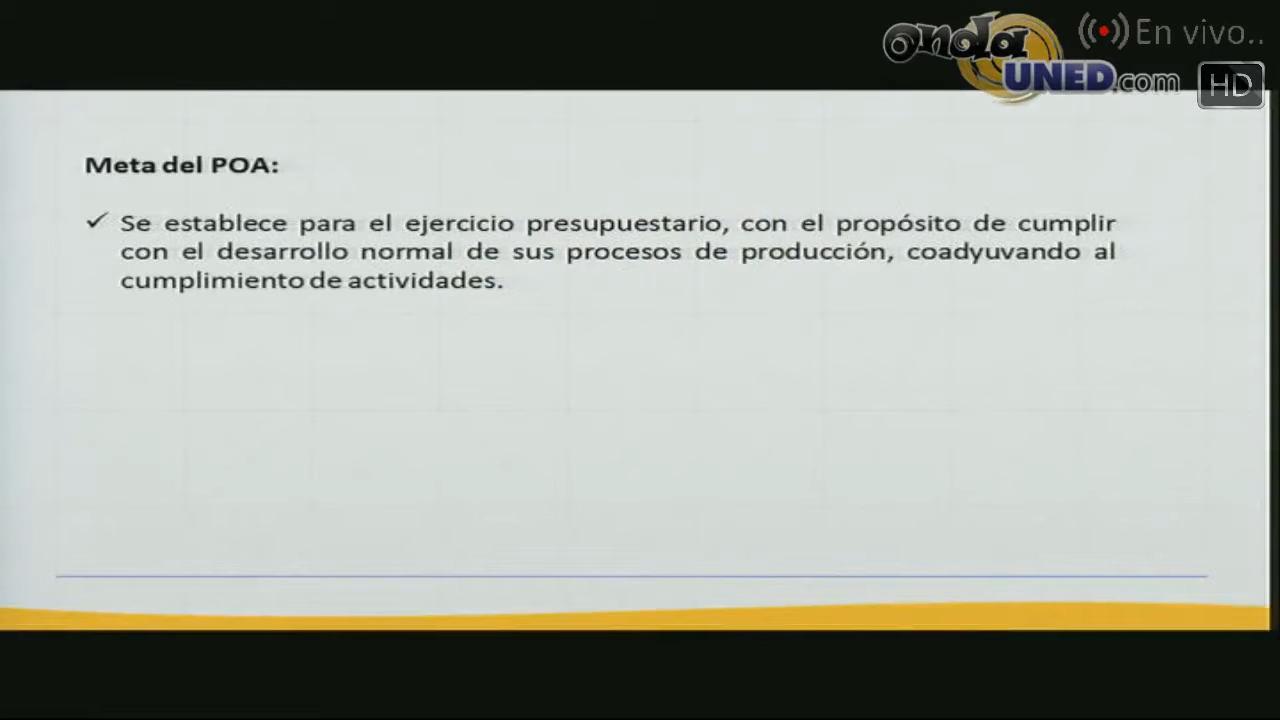 onda
UNED.com
En vivo..
HD
Meta del POA:
✓ Se establece para el ejercicio presupuestario, con el propósito de cumplir
con el desarrollo normal de sus procesos de producción, coadyuvando al
cumplimiento de actividades.